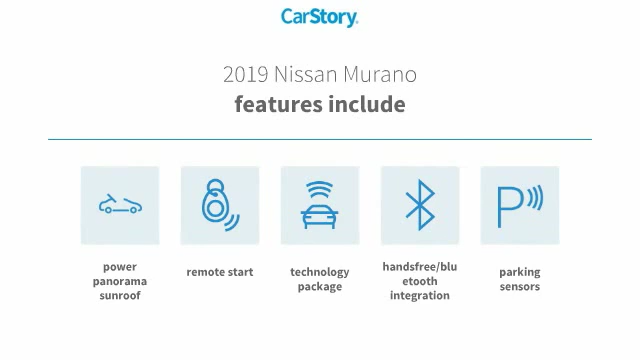 CarStory
2019 Nissan Murano
features include
power
panorama
sunroof
remote start
technology
package
handsfree/blu
etooth
integration
parking
sensors